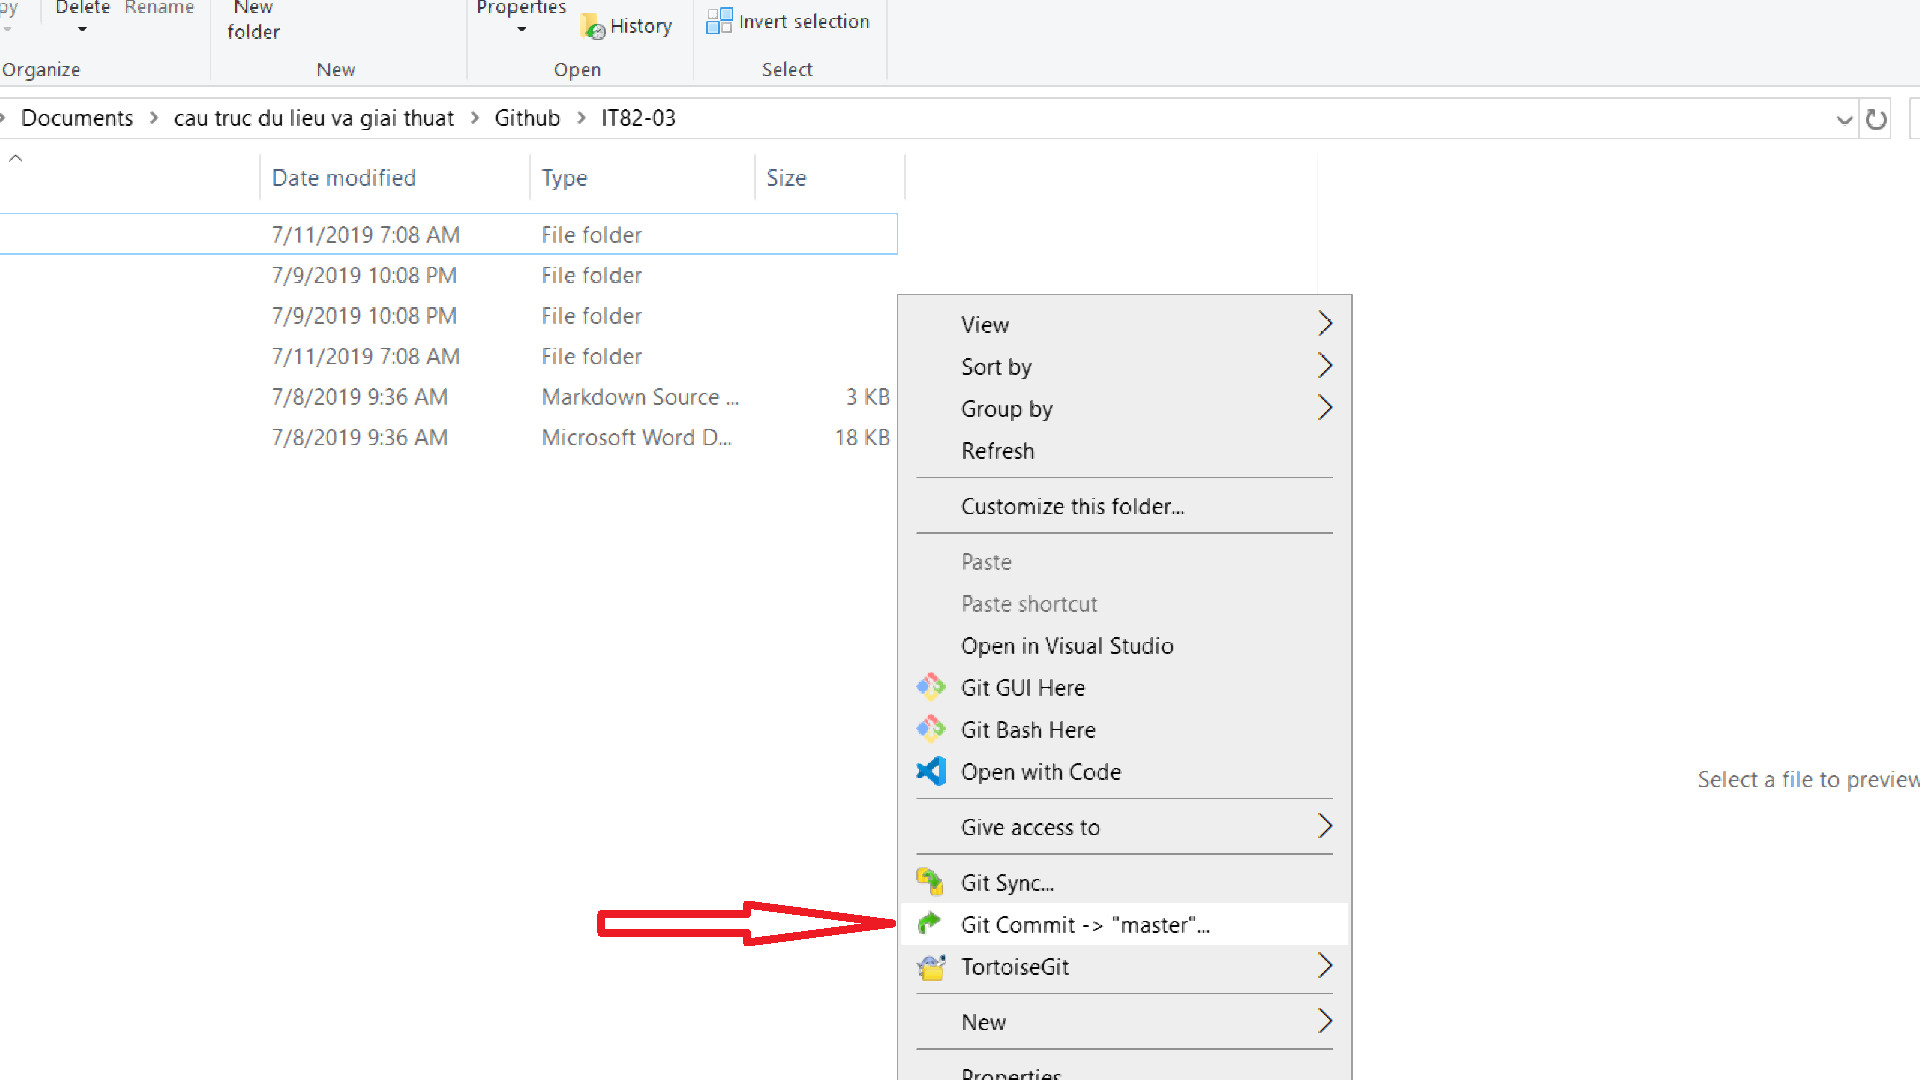 Delete
Rename
New
folder
Properties
History
Invert selection
Organize
New
Open
Select
Documents > cau truc du lieu va giai thuat > Github > IT82-03
Date modified Type Size
7/11/2019 7:08 AM File folder
7/9/2019 10:08 PM File folder
7/9/2019 10:08 PM File folder
7/11/2019 7:08 AM File folder
7/8/2019 9:36 AM Markdown Source ... 3 KB
7/8/2019 9:36 AM Microsoft Word D... 18 KB
View
Sort by
Group by
Refresh
Customize this folder...
Paste
Paste shortcut
Open in Visual Studio
Git GUI Here
Git Bash Here
Open with Code
Give access to
Git Sync...
Git Commit -> "master"...
TortoiseGit
New
Properties
Select a file to preview